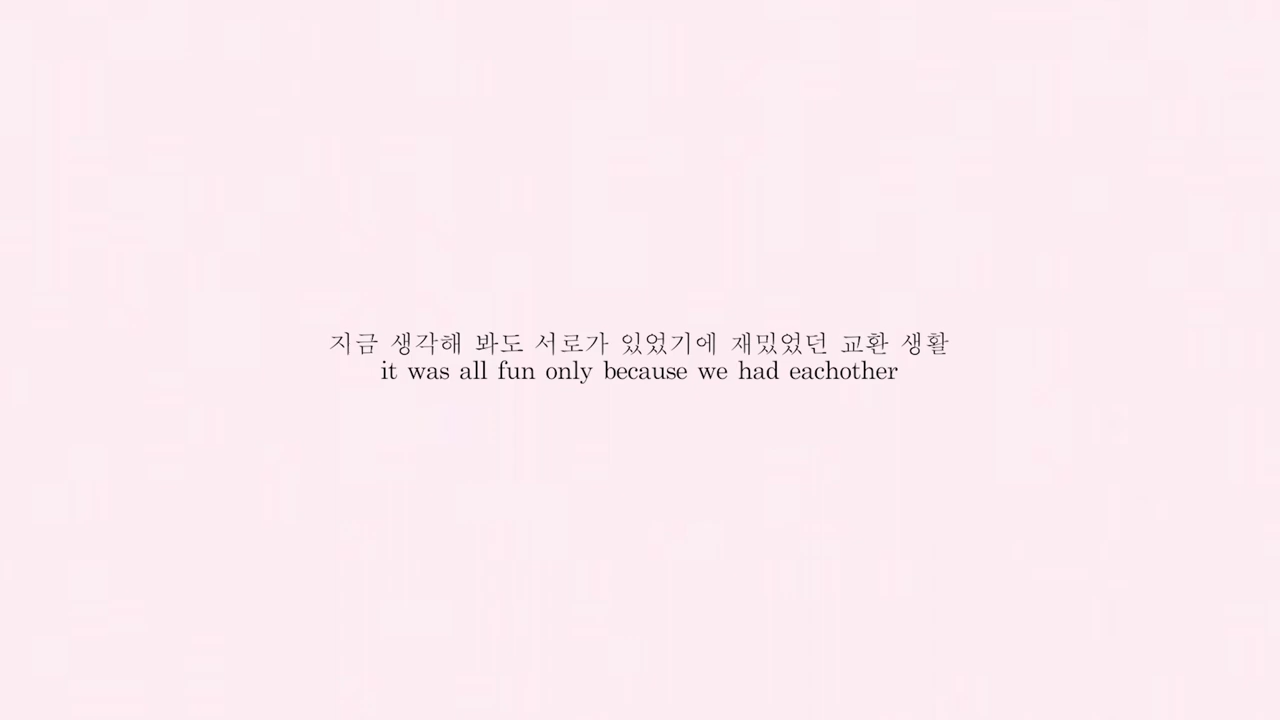 지금 생각해 봐도 서로가 있었기에 재밌었던 교환 생활
it was all fun only because we had eachother